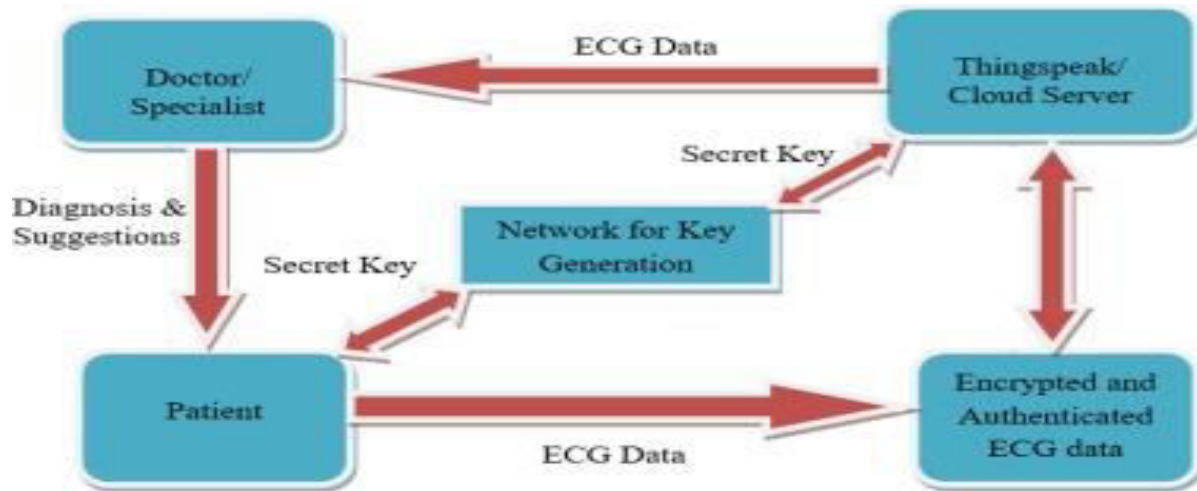 ECG Data
Doctor/
Specialist
Thingspeak/
Cloud Server
Secret Key
Diagnosis &
Suggestions
Network for Key
Generation
Secret Key
Patient
Encrypted and
Authenticated
ECG data
ECG Data